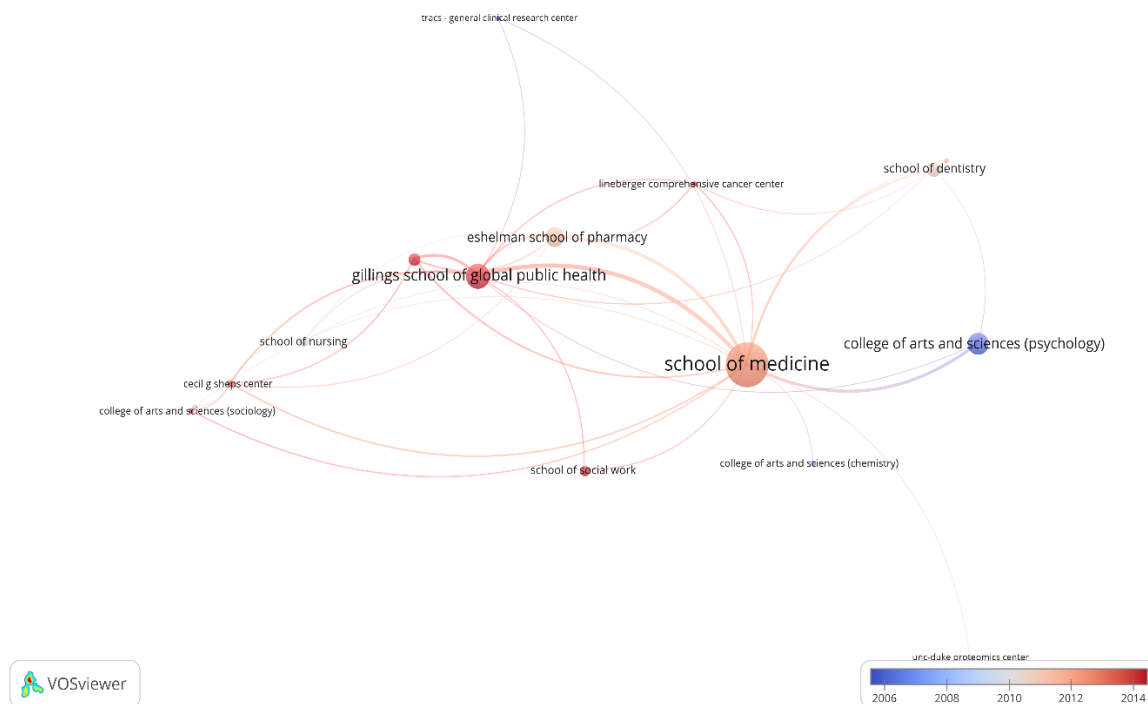 tracs - general clinical research center
school of dentistry
lineberger comprehensive cancer center
eshelman school of pharmacy
gillings school of global public health
school of nursing
college of arts and sciences (psychology)
school of medicine
cecil g sheps center
college of arts and sciences (sociology)
school of social work
college of arts and sciences (chemistry)
unc-duke proteomics center
VOSviewer
2006 2008 2010 2012 2014